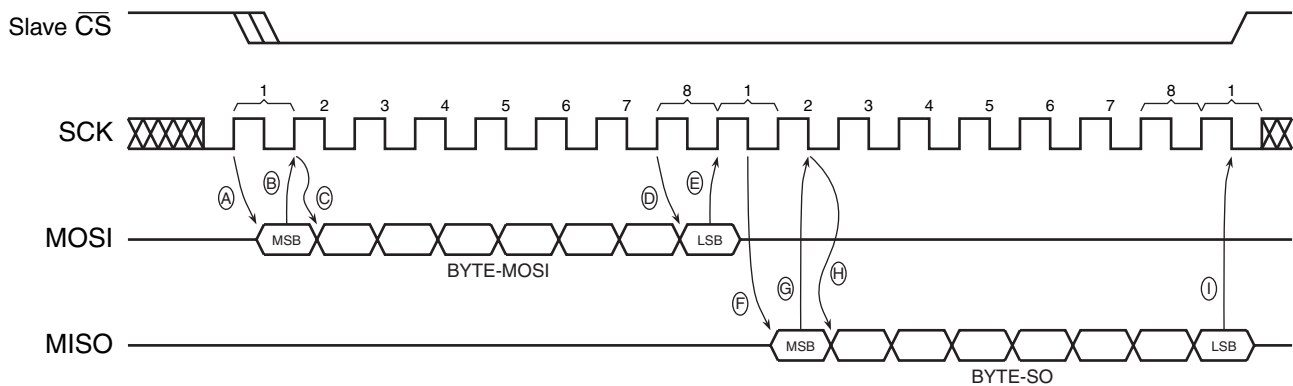 Slave C̅S̅
1 2 3 4 5 6 7 8 1 2 3 4 5 6 7 8 1
SCK
A B C D E
MOSI
MSB LSB
BYTE-MOSI
F G H I
MISO
MSB LSB
BYTE-SO